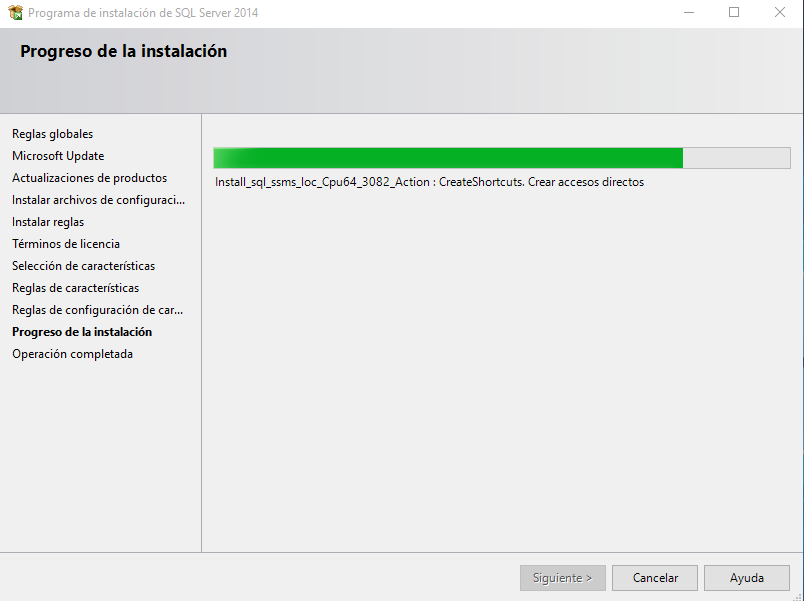 Programa de instalación de SQL Server 2014
Progreso de la instalación
Reglas globales
Microsoft Update
Actualizaciones de productos
Instalar archivos de configuraci...
Instalar reglas
Términos de licencia
Selección de características
Reglas de características
Reglas de configuración de car...
Progreso de la instalación
Operación completada
Install_sql_ssms_loc_Cpu64_3082_Action : CreateShortcuts. Crear accesos directos
Siguiente >
Cancelar
Ayuda